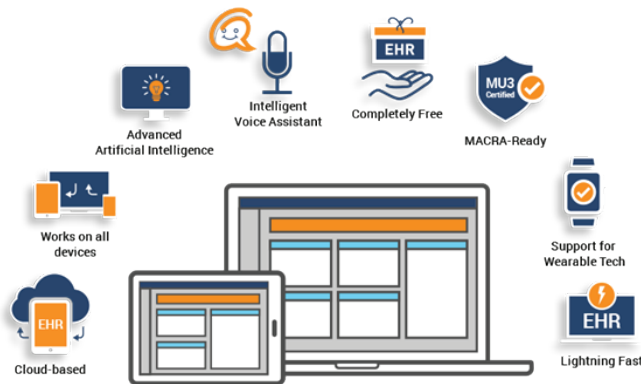 EHR
Intelligent
Voice Assistant
Completely Free
MU3
Certified
MACRA-Ready
Advanced
Artificial Intelligence
Works on all
devices
Support for
Wearable Tech
EHR
Cloud-based
EHR
Lightning Fast